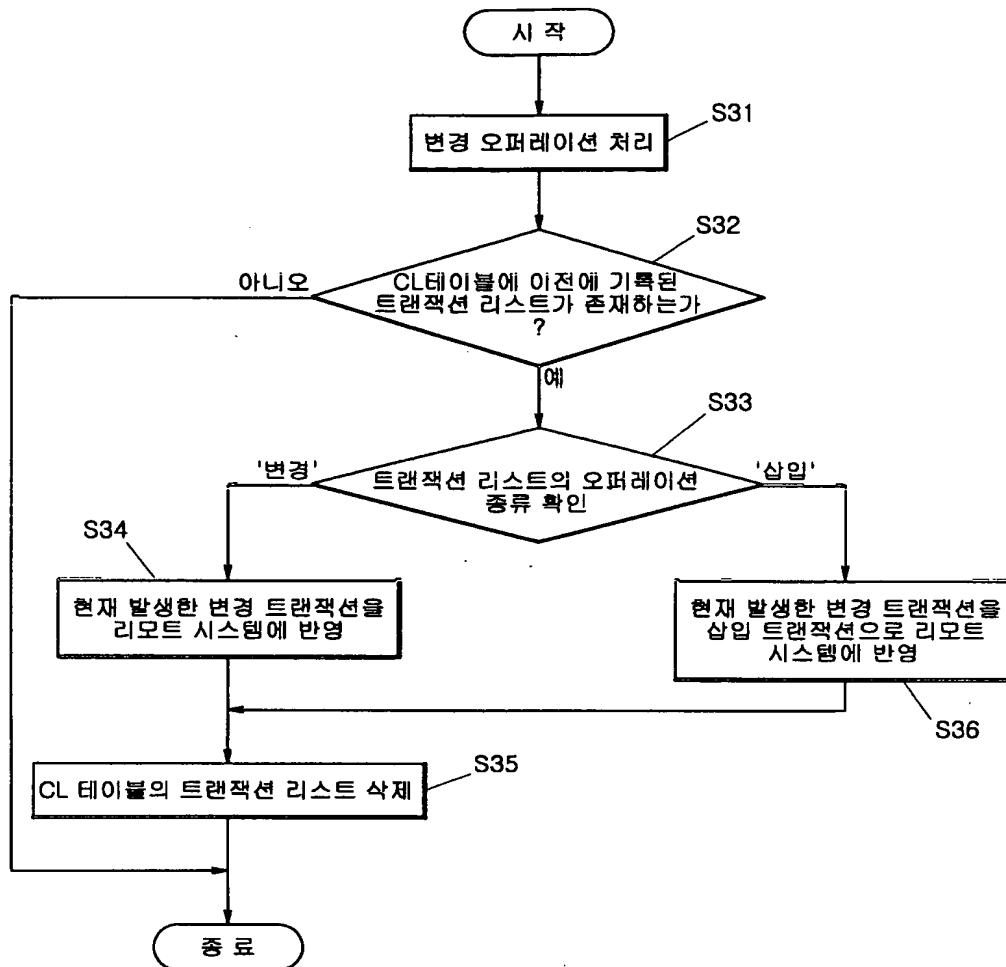 시 작
S31
변경 오퍼레이션 처리
S32
아니오
CL테이블에 이전에 기록된
트랜잭션 리스트가 존재하는가
?
예
S33
'변경'
'삽입'
트랜잭션 리스트의 오퍼레이션
종류 확인
S34
현재 발생한 변경 트랜잭션을
리모트 시스템에 반영
현재 발생한 변경 트랜잭션을
삽입 트랜잭션으로 리모트
시스템에 반영
S36
S35
CL 테이블의 트랜잭션 리스트 삭제
종 료